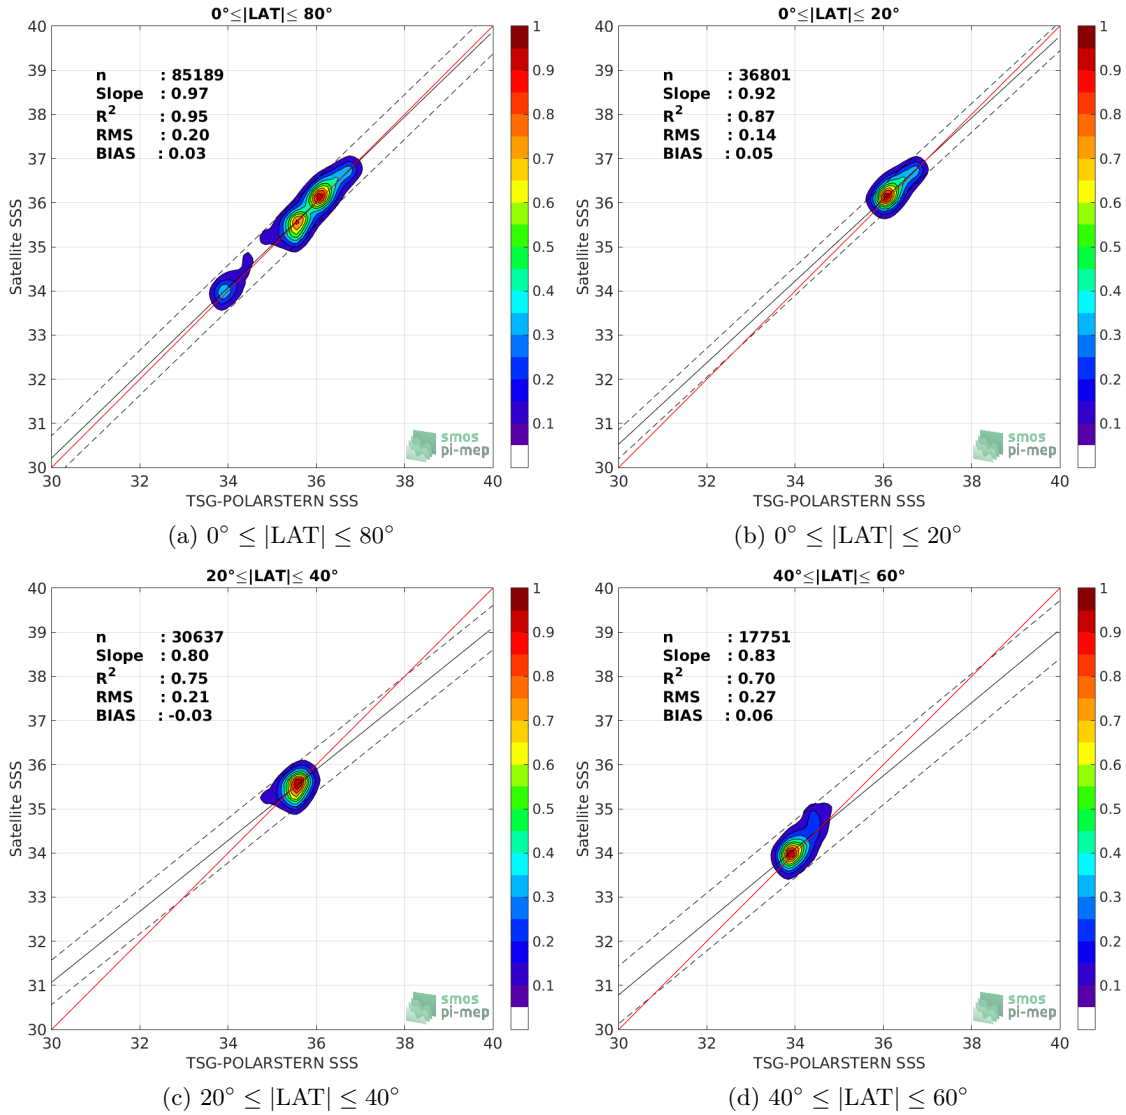 0°≤|LAT|≤ 80°
n : 85189
Slope : 0.97
R² : 0.95
RMS : 0.20
BIAS : 0.03
40
39
38
37
36
35
34
33
32
31
30
30 32 34 36 38 40
Satellite SSS
TSG-POLARSTERN SSS
1
0.9
0.8
0.7
0.6
0.5
0.4
0.3
0.2
0.1
smos
pi-mep
(a) 0° ≤ |LAT| ≤ 80°
0°≤|LAT|≤ 20°
n : 36801
Slope : 0.92
R² : 0.87
RMS : 0.14
BIAS : 0.05
40
39
38
37
36
35
34
33
32
31
30
30 32 34 36 38 40
Satellite SSS
TSG-POLARSTERN SSS
1
0.9
0.8
0.7
0.6
0.5
0.4
0.3
0.2
0.1
smos
pi-mep
(b) 0° ≤ |LAT| ≤ 20°
20°≤|LAT|≤ 40°
n : 30637
Slope : 0.80
R² : 0.75
RMS : 0.21
BIAS : -0.03
40
39
38
37
36
35
34
33
32
31
30
30 32 34 36 38 40
Satellite SSS
TSG-POLARSTERN SSS
1
0.9
0.8
0.7
0.6
0.5
0.4
0.3
0.2
0.1
smos
pi-mep
(c) 20° ≤ |LAT| ≤ 40°
40°≤|LAT|≤ 60°
n : 17751
Slope : 0.83
R² : 0.70
RMS : 0.27
BIAS : 0.06
40
39
38
37
36
35
34
33
32
31
30
30 32 34 36 38 40
Satellite SSS
TSG-POLARSTERN SSS
1
0.9
0.8
0.7
0.6
0.5
0.4
0.3
0.2
0.1
smos
pi-mep
(d) 40° ≤ |LAT| ≤ 60°